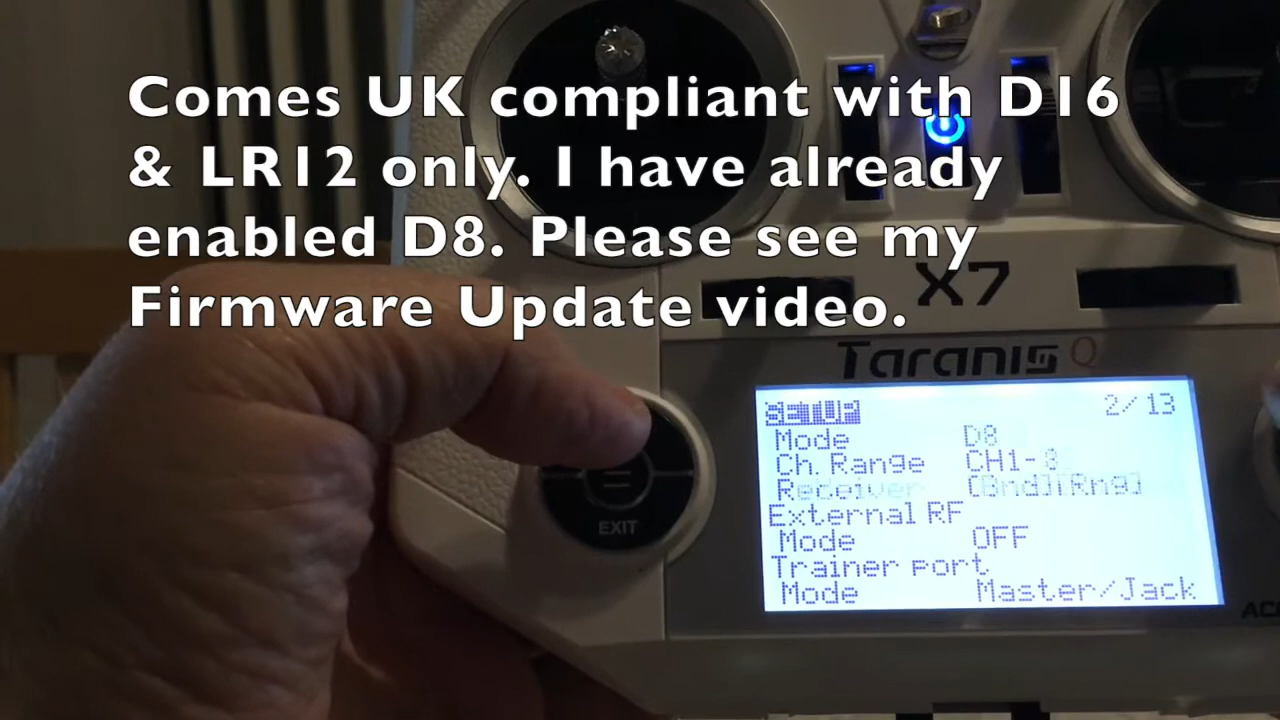 Comes UK compliant with D16
& LR12 only. I have already
enabled D8. Please see my
Firmware Update video.
X7
Taranis Q
SETUP 2/13
Mode D8
Ch. Range CH1-8
Receiver [Bnd][Rng]
External RF
Mode OFF
Trainer port
Mode Master/Jack
EXIT